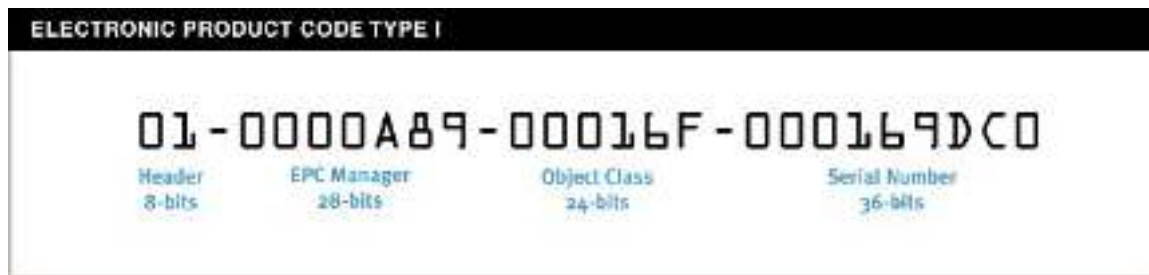 ELECTRONIC PRODUCT CODE TYPE I
01-0000A89-00016F-000169DC0
Header EPC Manager Object Class Serial Number
8-bits 28-bits 24-bits 36-bits